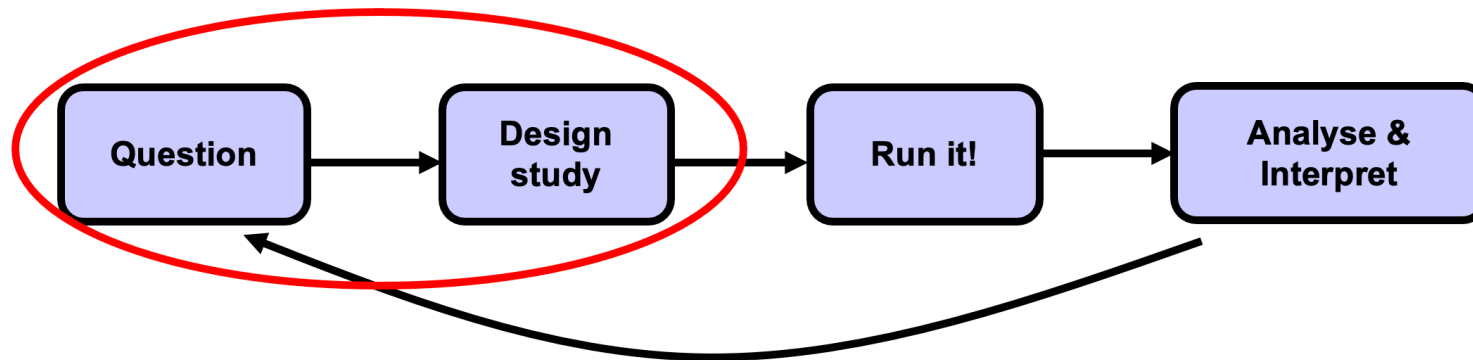 Question
Design
study
Run it!
Analyse &
Interpret